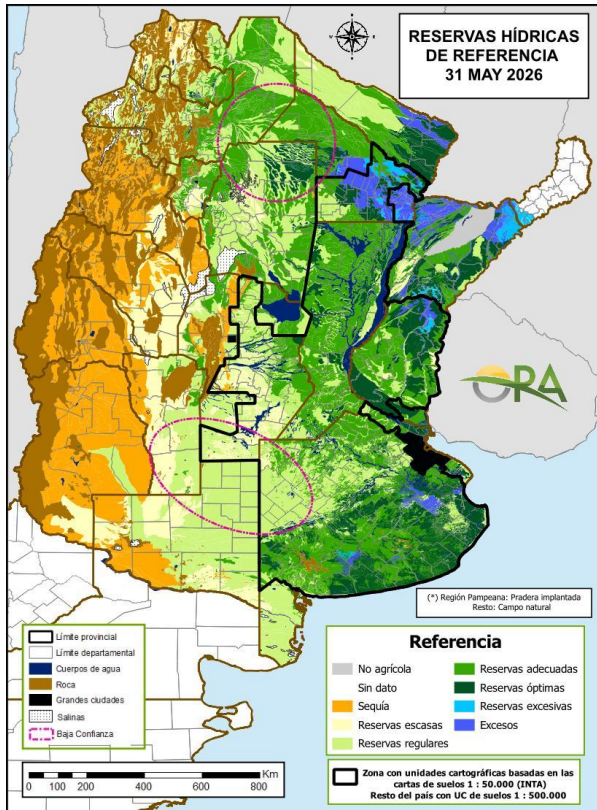 RESERVAS HÍDRICAS
DE REFERENCIA
31 MAY 2026
ORA
(*) Región Pampeana: Pradera implantada
Resto: Campo natural
Límite provincial
Límite departamental
Cuerpos de agua
Roca
Grandes ciudades
Salinas
Baja Confianza
Referencia
No agrícola
Sin dato
Sequía
Reservas escasas
Reservas regulares
Reservas adecuadas
Reservas óptimas
Reservas excesivas
Excesos
0 100 200 400 600 800 Km
Zona con unidades cartográficas basadas en las
cartas de suelos 1 : 50.000 (INTA)
Resto del país con UC de suelos 1 : 500.000